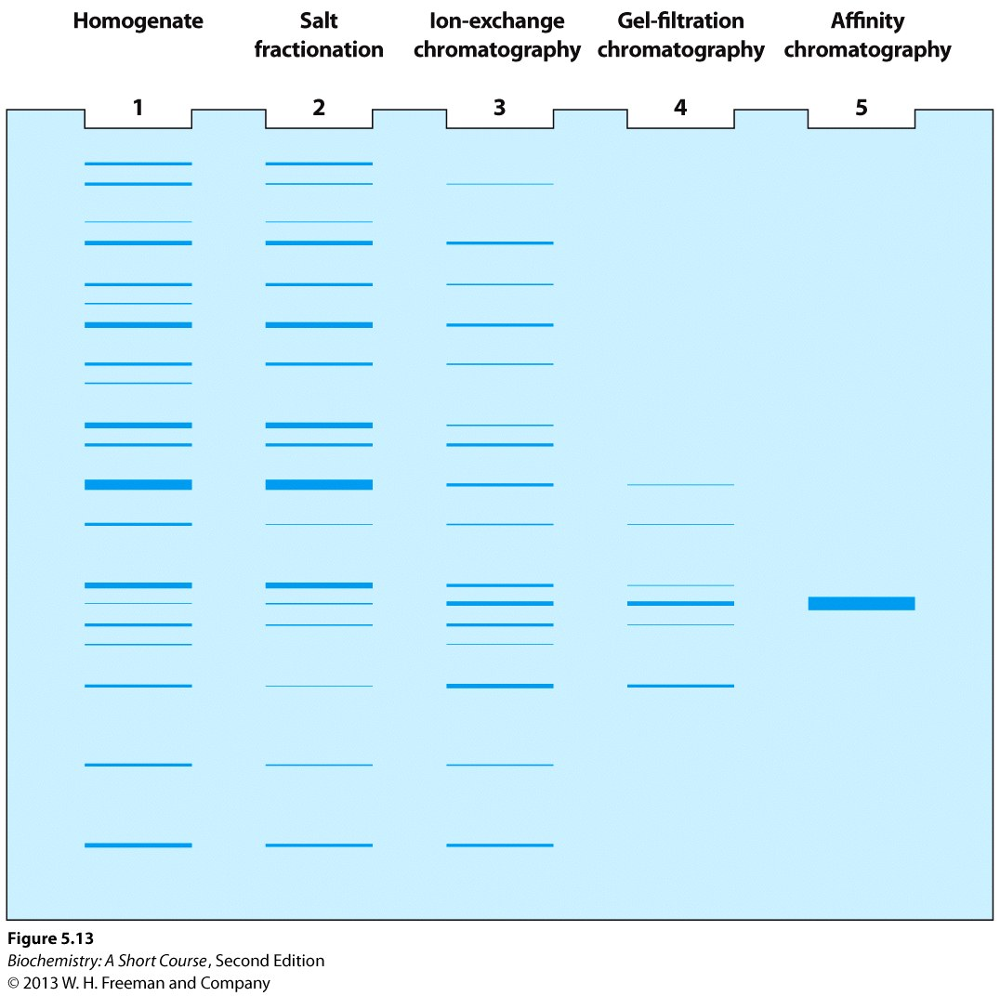 Homogenate
Salt
fractionation
Ion-exchange
chromatography
Gel-filtration
chromatography
Affinity
chromatography
1 2 3 4 5
Figure 5.13
Biochemistry: A Short Course, Second Edition
© 2013 W. H. Freeman and Company